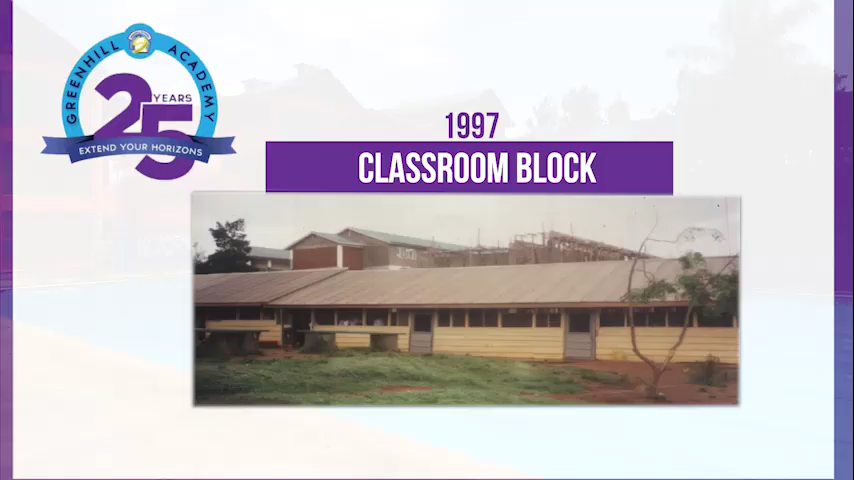 GREENHILL ACADEMY
25
YEARS
EXTEND YOUR HORIZONS
1997
CLASSROOM BLOCK